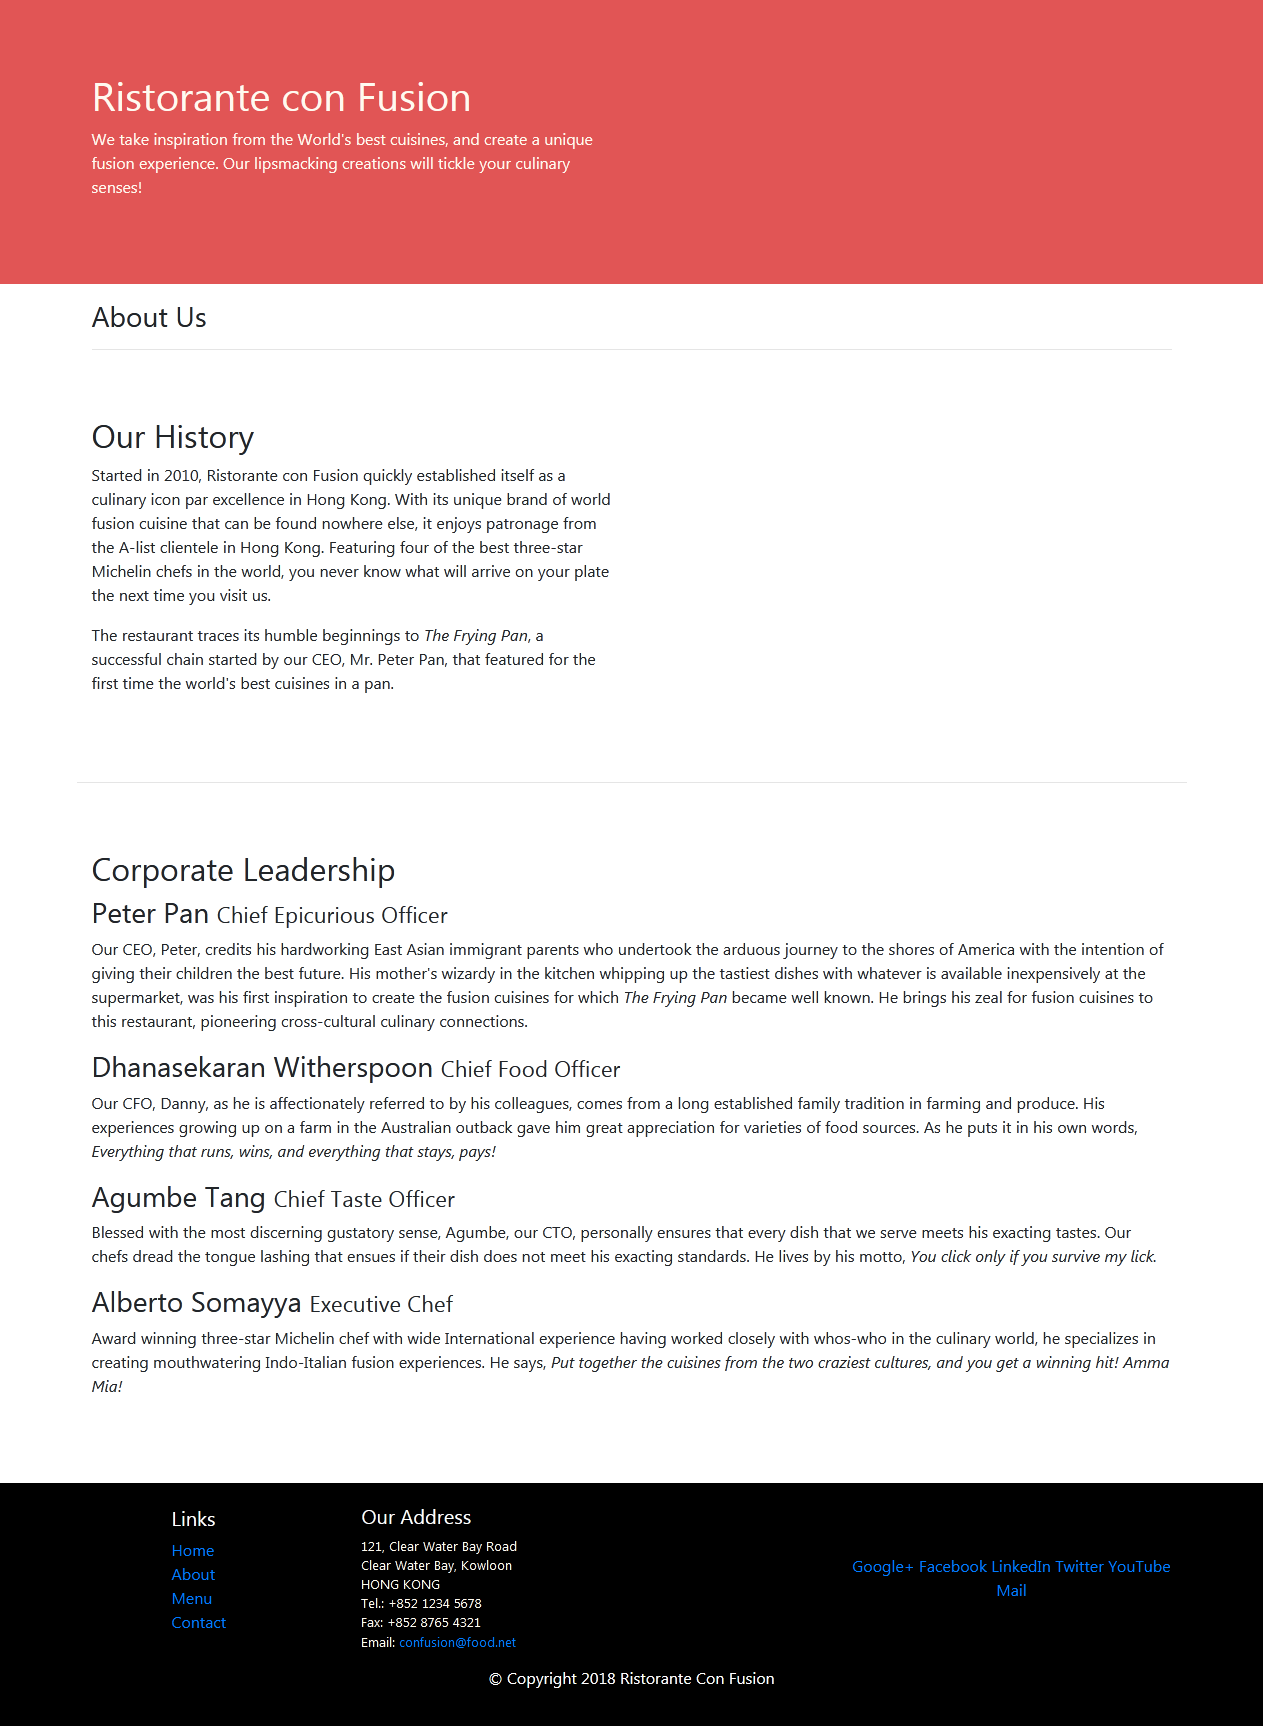 Ristorante con Fusion
We take inspiration from the World's best cuisines, and create a unique
fusion experience. Our lipsmacking creations will tickle your culinary
senses!
About Us
Our History
Started in 2010, Ristorante con Fusion quickly established itself as a
culinary icon par excellence in Hong Kong. With its unique brand of world
fusion cuisine that can be found nowhere else, it enjoys patronage from
the A-list clientele in Hong Kong. Featuring four of the best three-star
Michelin chefs in the world, you never know what will arrive on your plate
the next time you visit us.
The restaurant traces its humble beginnings to The Frying Pan, a
successful chain started by our CEO, Mr. Peter Pan, that featured for the
first time the world's best cuisines in a pan.
Corporate Leadership
Peter Pan Chief Epicurious Officer
Our CEO, Peter, credits his hardworking East Asian immigrant parents who undertook the arduous journey to the shores of America with the intention of
giving their children the best future. His mother's wizardy in the kitchen whipping up the tastiest dishes with whatever is available inexpensively at the
supermarket, was his first inspiration to create the fusion cuisines for which The Frying Pan became well known. He brings his zeal for fusion cuisines to
this restaurant, pioneering cross-cultural culinary connections.
Dhanasekaran Witherspoon Chief Food Officer
Our CFO, Danny, as he is affectionately referred to by his colleagues, comes from a long established family tradition in farming and produce. His
experiences growing up on a farm in the Australian outback gave him great appreciation for varieties of food sources. As he puts it in his own words,
Everything that runs, wins, and everything that stays, pays!
Agumbe Tang Chief Taste Officer
Blessed with the most discerning gustatory sense, Agumbe, our CTO, personally ensures that every dish that we serve meets his exacting tastes. Our
chefs dread the tongue lashing that ensues if their dish does not meet his exacting standards. He lives by his motto, You click only if you survive my lick.
Alberto Somayya Executive Chef
Award winning three-star Michelin chef with wide International experience having worked closely with whos-who in the culinary world, he specializes in
creating mouthwatering Indo-Italian fusion experiences. He says, Put together the cuisines from the two craziest cultures, and you get a winning hit! Amma
Mia!
Links
Home
About
Menu
Contact
Our Address
121, Clear Water Bay Road
Clear Water Bay, Kowloon
HONG KONG
Tel.: +852 1234 5678
Fax: +852 8765 4321
Email: confusion@food.net
Google+ Facebook LinkedIn Twitter YouTube
Mail
© Copyright 2018 Ristorante Con Fusion